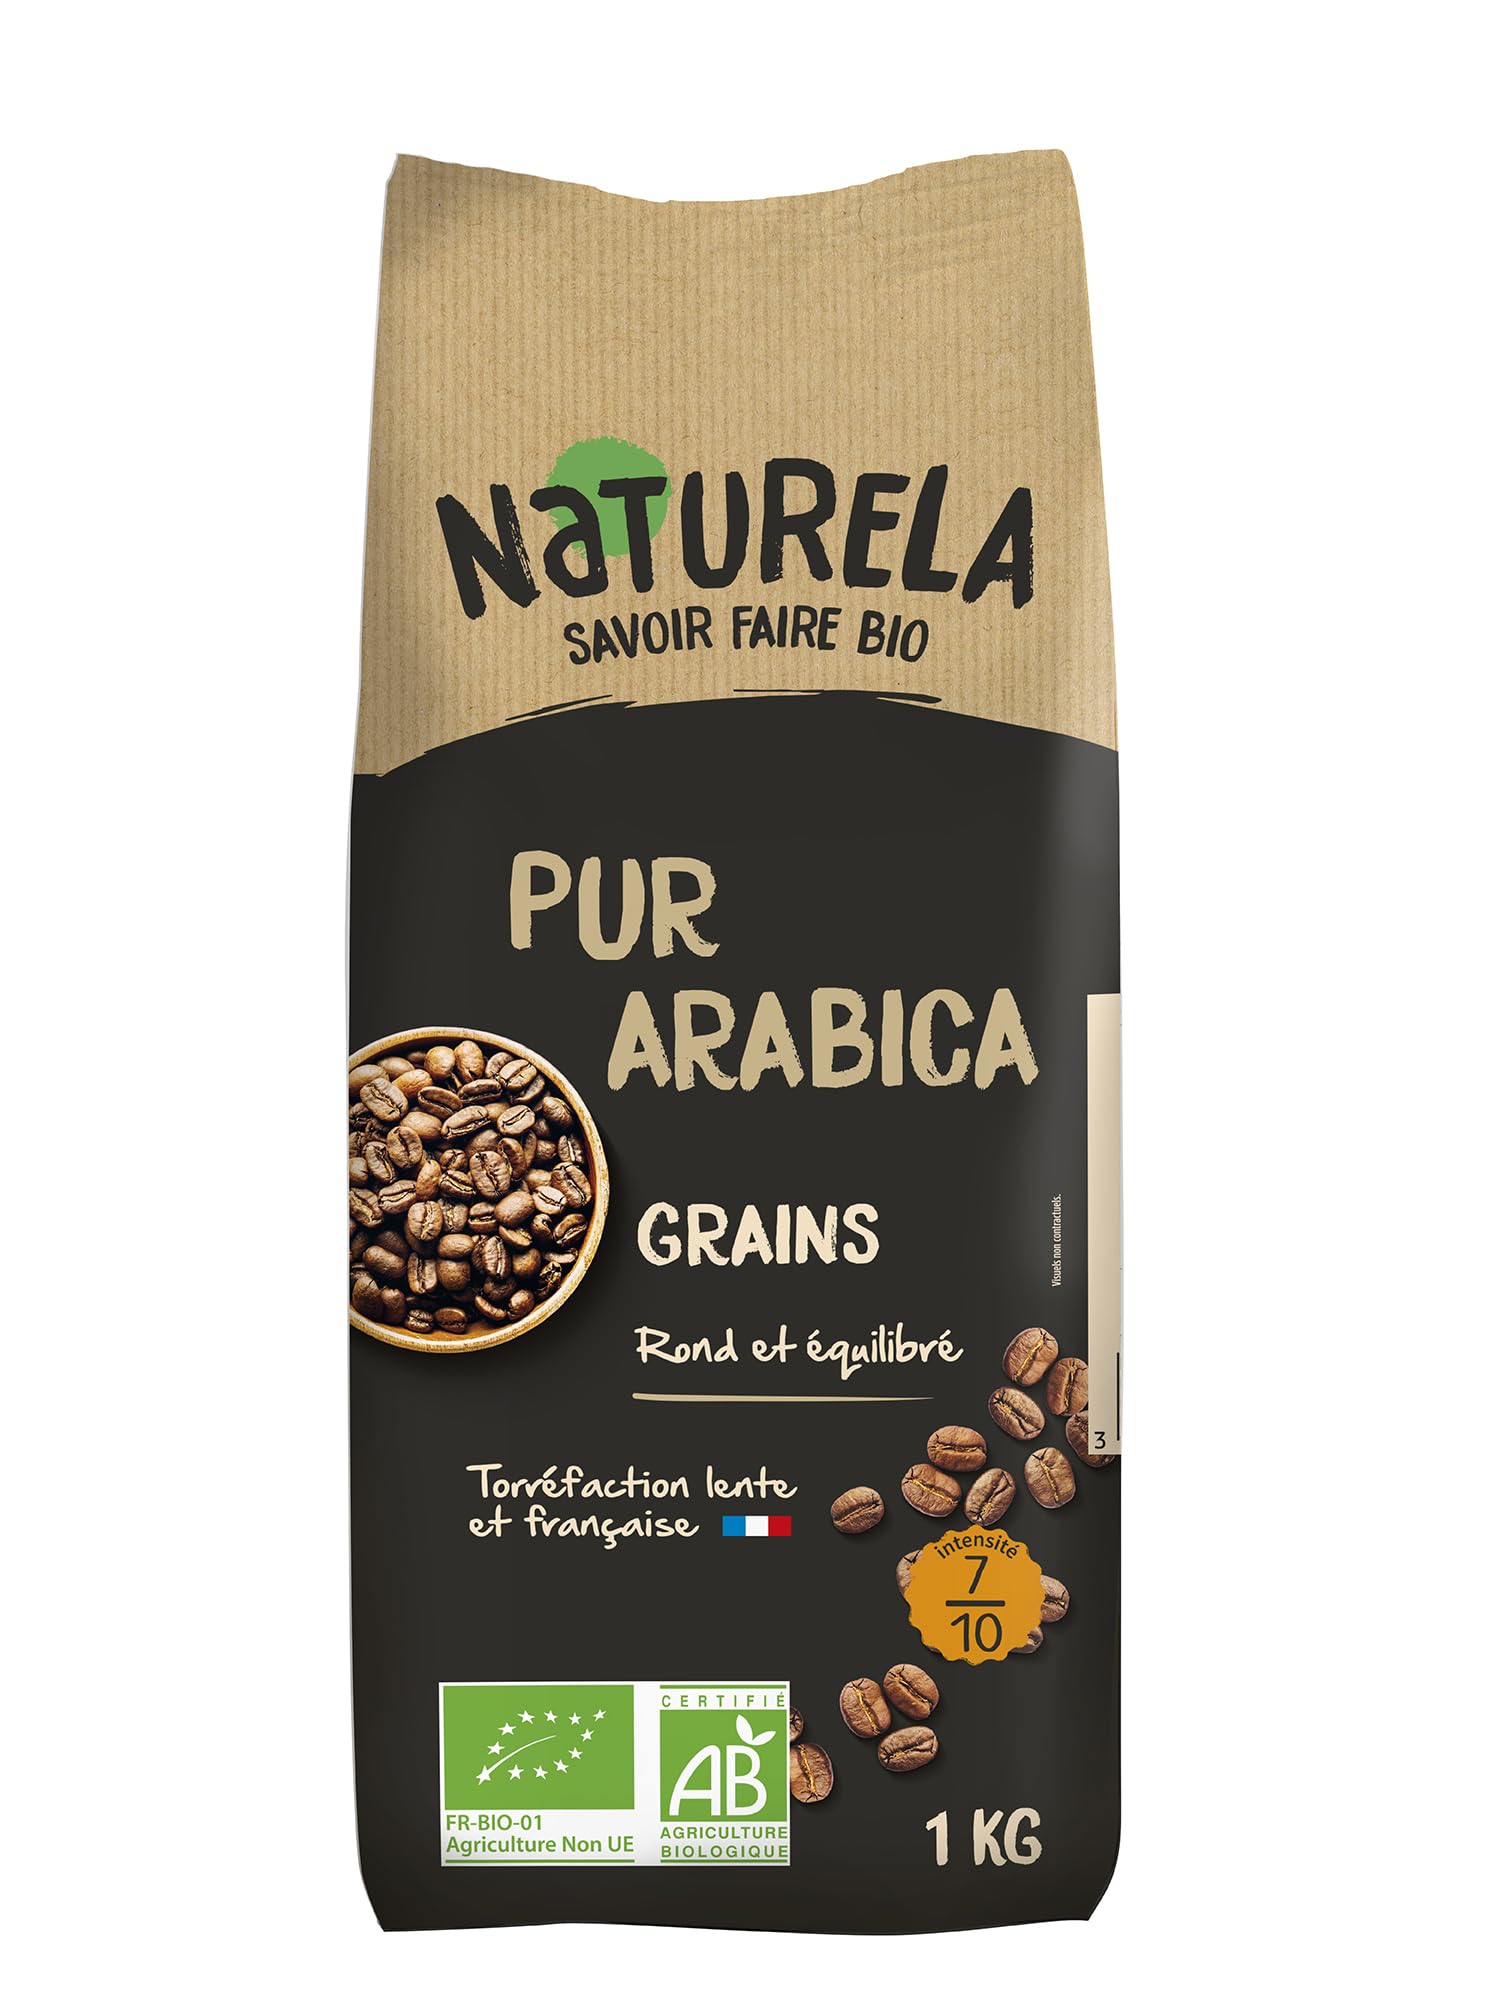 NaTURELA
SAVOIR FAIRE BIO
PUR
ARABICA
GRAINS
Rond et équilibré
Visuels non contractuels.
3
Torréfaction lente
et française
intensité
7
10
CERTIFIÉ
AB
AGRICULTURE
BIOLOGIQUE
FR-BIO-01
Agriculture Non UE
1 KG